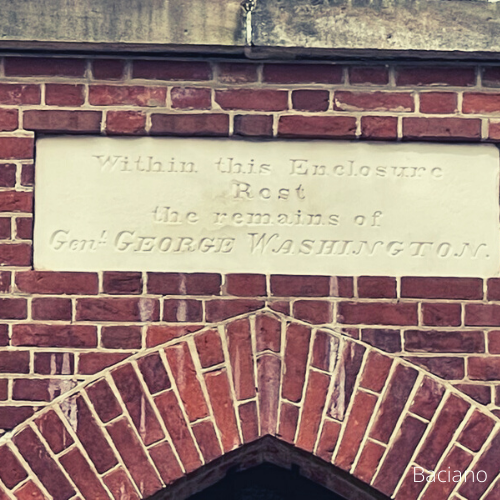 Within this Enclosure
Rest
the remains of
Genl. GEORGE WASHINGTON.
Baciano